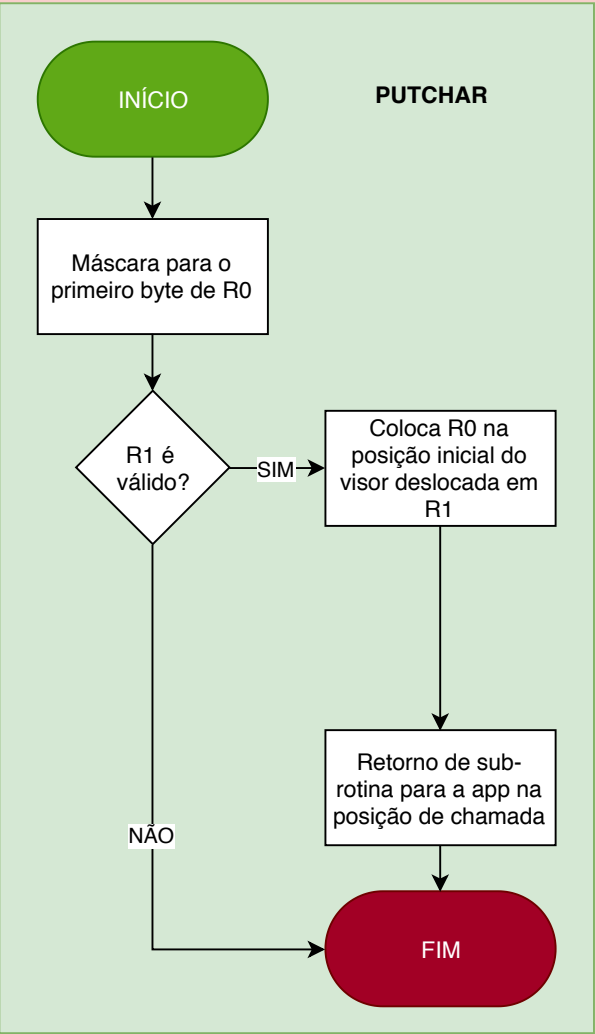 INÍCIO
PUTCHAR
Máscara para o
primeiro byte de R0
R1 é
válido?
SIM
Coloca R0 na
posição inicial do
visor deslocada em
R1
Retorno de sub-
rotina para a app na
posição de chamada
NÃO
FIM